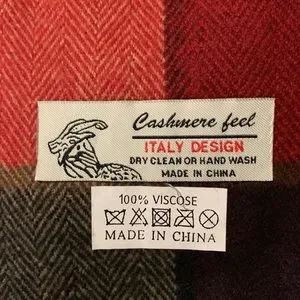 Cashmere feel
ITALY DESIGN
DRY CLEAN OR HAND WASH
MADE IN CHINA
100% VISCOSE
MADE IN CHINA